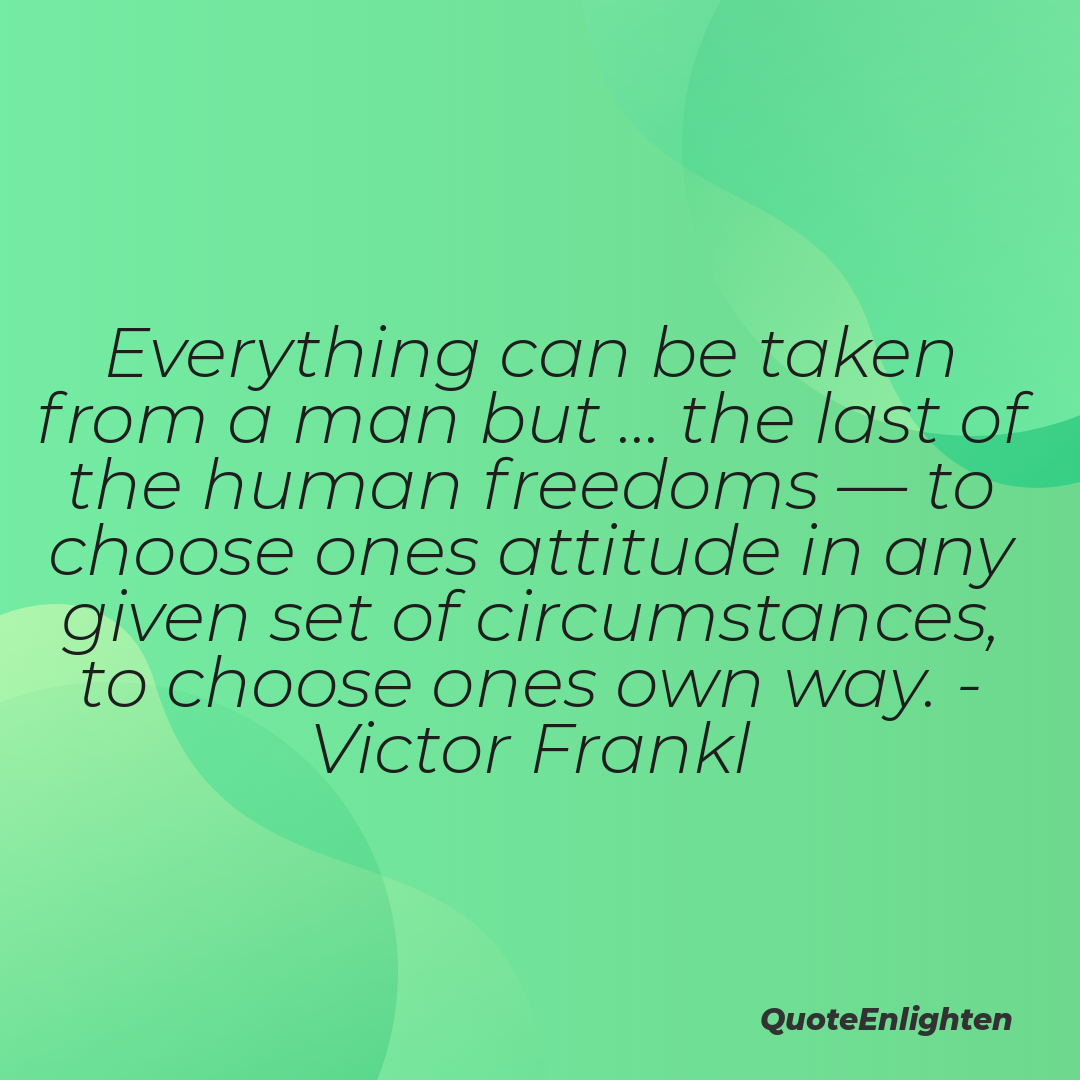 Everything can be taken
from a man but ... the last of
the human freedoms — to
choose ones attitude in any
given set of circumstances,
to choose ones own way. -
Victor Frankl
QuoteEnlighten